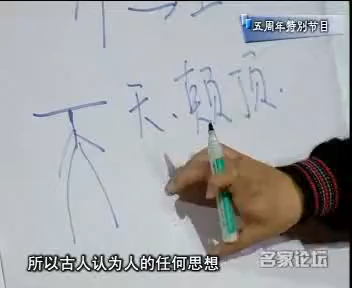 五周年特别节目
天、颠顶.
所以古人认为人的任何思想
名家论坛